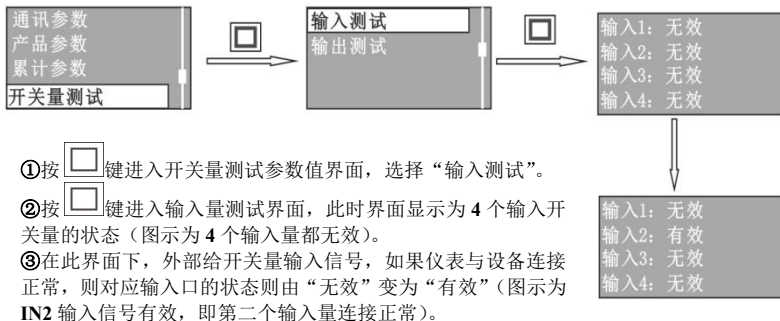 通讯参数
产品参数
累计参数
开关量测试
输入测试
输出测试
输入1：无效
输入2：无效
输入3：无效
输入4：无效
①按键进入开关量测试参数值界面，选择“输入测试”。
②按键进入输入量测试界面，此时界面显示为 4 个输入开
关量的状态（图示为 4 个输入量都无效）。
③在此界面下，外部给开关量输入信号，如果仪表与设备连接
正常，则对应输入口的状态则由“无效”变为“有效”（图示为
IN2 输入信号有效，即第二个输入量连接正常）。
输入1：无效
输入2：有效
输入3：无效
输入4：无效